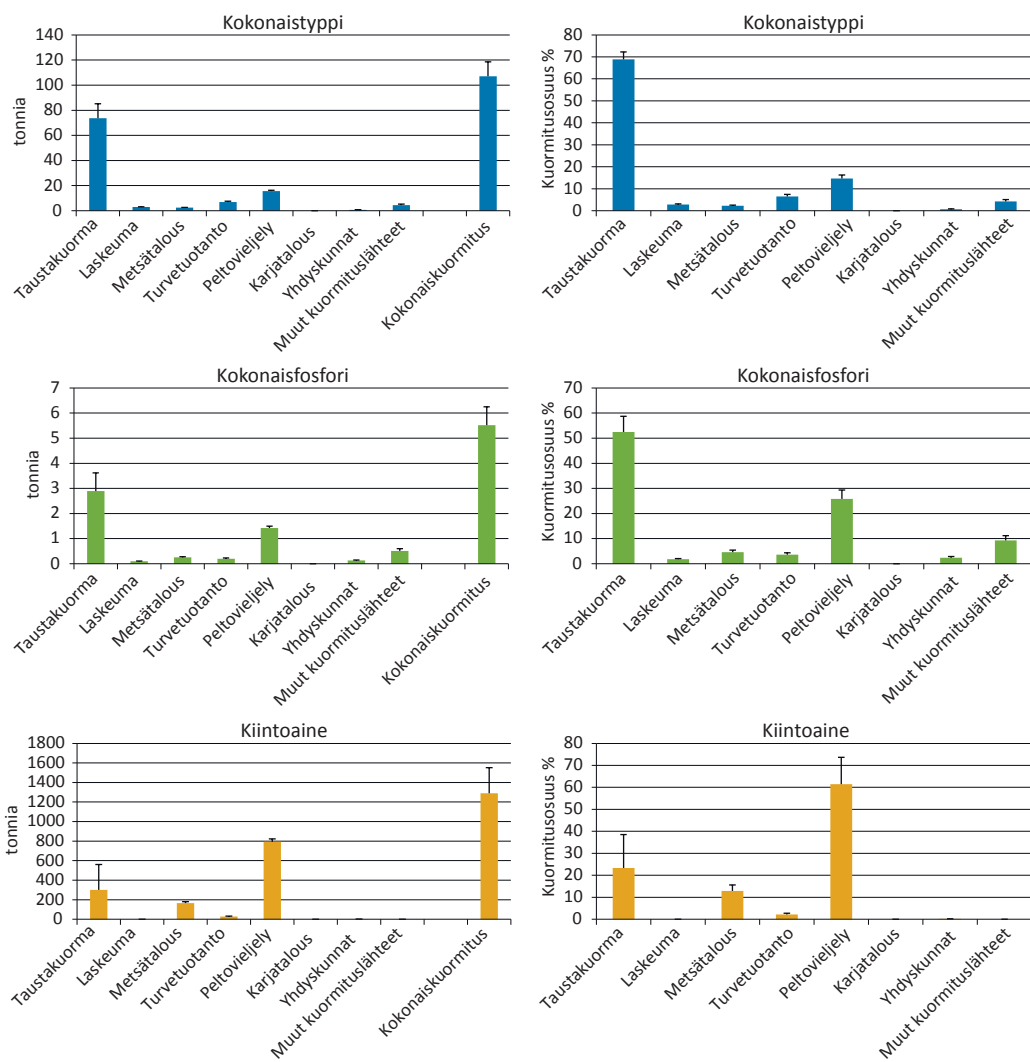 Kokonaistyppi
tonnia
140
120
100
80
60
40
20
0
Taustakuorma
Laskeuma
Metsätalous
Turvetuotanto
Peltovieljely
Karjatalous
Yhdyskunnat
Muut kuormituslähteet
Kokonaiskuormitus
Kokonaistyppi
Kuormitusosuus %
80
70
60
50
40
30
20
10
0
Taustakuorma
Laskeuma
Metsätalous
Turvetuotanto
Peltovieljely
Karjatalous
Yhdyskunnat
Muut kuormituslähteet
Kokonaisfosfori
tonnia
7
6
5
4
3
2
1
0
Taustakuorma
Laskeuma
Metsätalous
Turvetuotanto
Peltovieljely
Karjatalous
Yhdyskunnat
Muut kuormituslähteet
Kokonaiskuormitus
Kokonaisfosfori
Kuormitusosuus %
70
60
50
40
30
20
10
0
Taustakuorma
Laskeuma
Metsätalous
Turvetuotanto
Peltovieljely
Karjatalous
Yhdyskunnat
Muut kuormituslähteet
Kiintoaine
tonnia
1800
1600
1400
1200
1000
800
600
400
200
0
Taustakuorma
Laskeuma
Metsätalous
Turvetuotanto
Peltovieljely
Karjatalous
Yhdyskunnat
Muut kuormituslähteet
Kokonaiskuormitus
Kiintoaine
Kuormitusosuus %
80
70
60
50
40
30
20
10
0
Taustakuorma
Laskeuma
Metsätalous
Turvetuotanto
Peltovieljely
Karjatalous
Yhdyskunnat
Muut kuormituslähteet